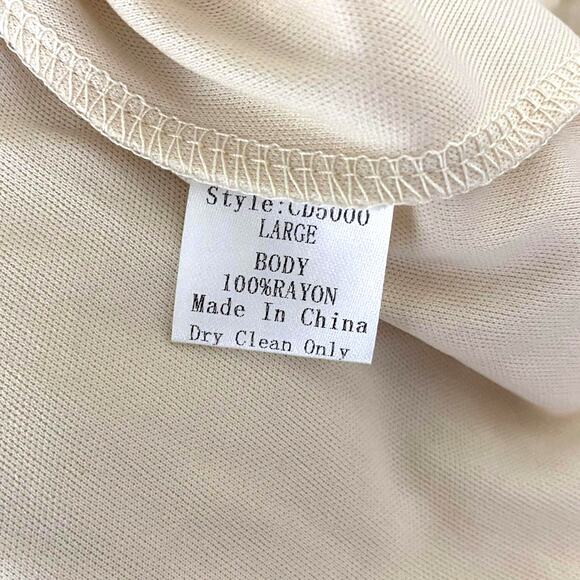 Style:CD5000
LARGE
BODY
100%RAYON
Made In China
Dry Clean Only